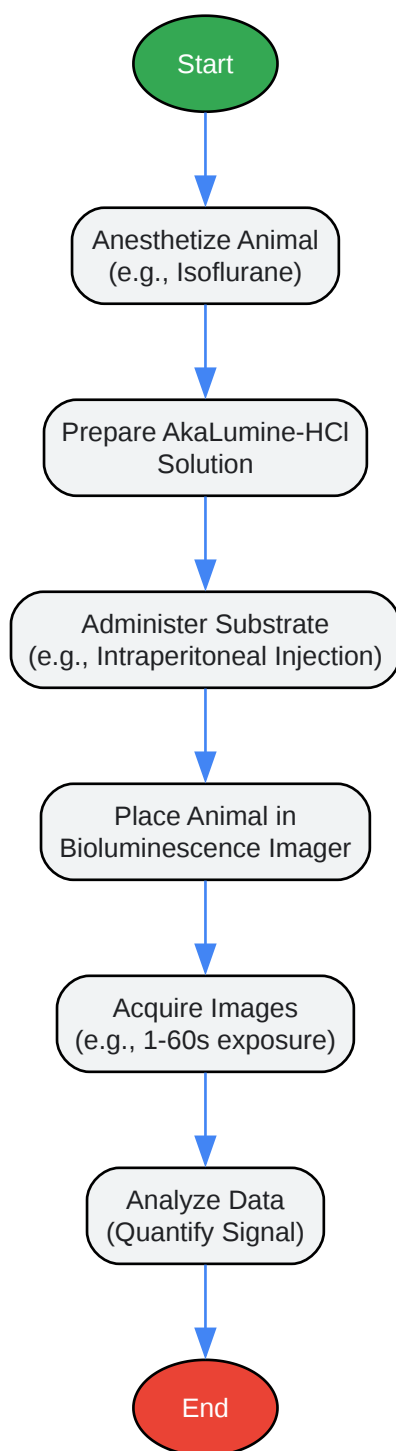 Start
Anesthetize Animal
(e.g., Isoflurane)
Prepare AkaLumine-HCl
Solution
Administer Substrate
(e.g., Intraperitoneal Injection)
Place Animal in
Bioluminescence Imager
Acquire Images
(e.g., 1-60s exposure)
Analyze Data
(Quantify Signal)
End